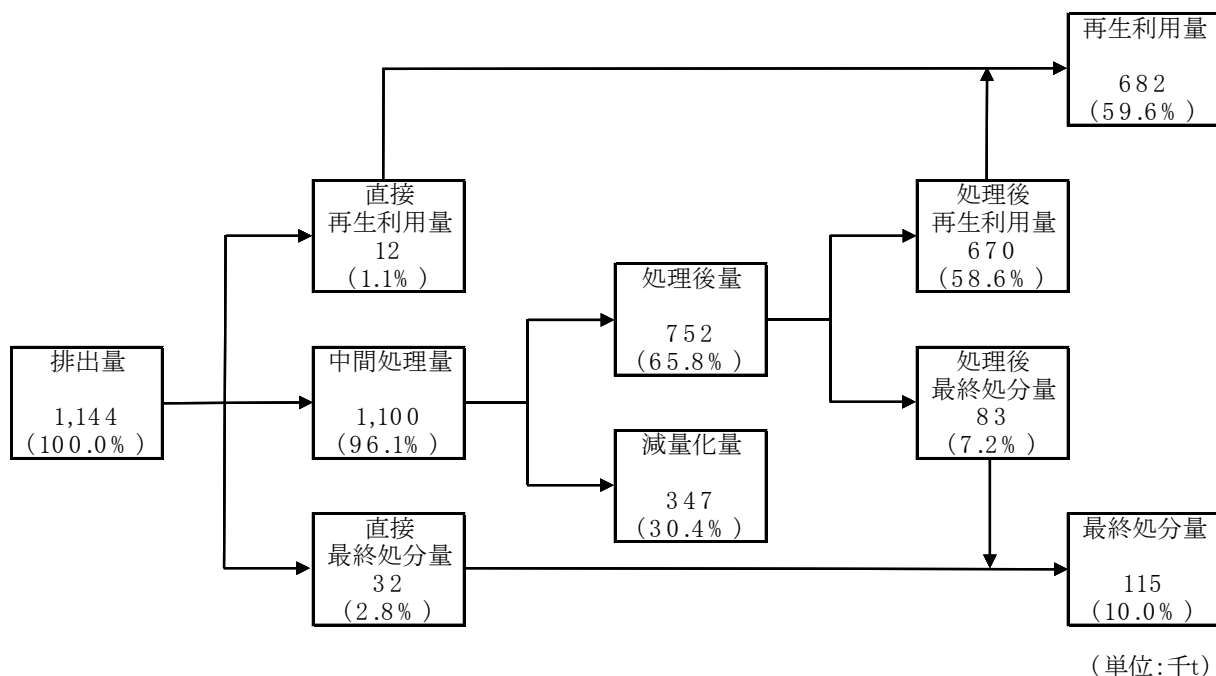 再生利用量
682
(59.6%)
直接
再生利用量
12
(1.1%)
処理後
再生利用量
670
(58.6%)
処理後量
752
(65.8%)
排出量
1,144
(100.0%)
中間処理量
1,100
(96.1%)
処理後
最終処分量
83
(7.2%)
減量化量
347
(30.4%)
直接
最終処分量
32
(2.8%)
最終処分量
115
(10.0%)
(単位:千t)